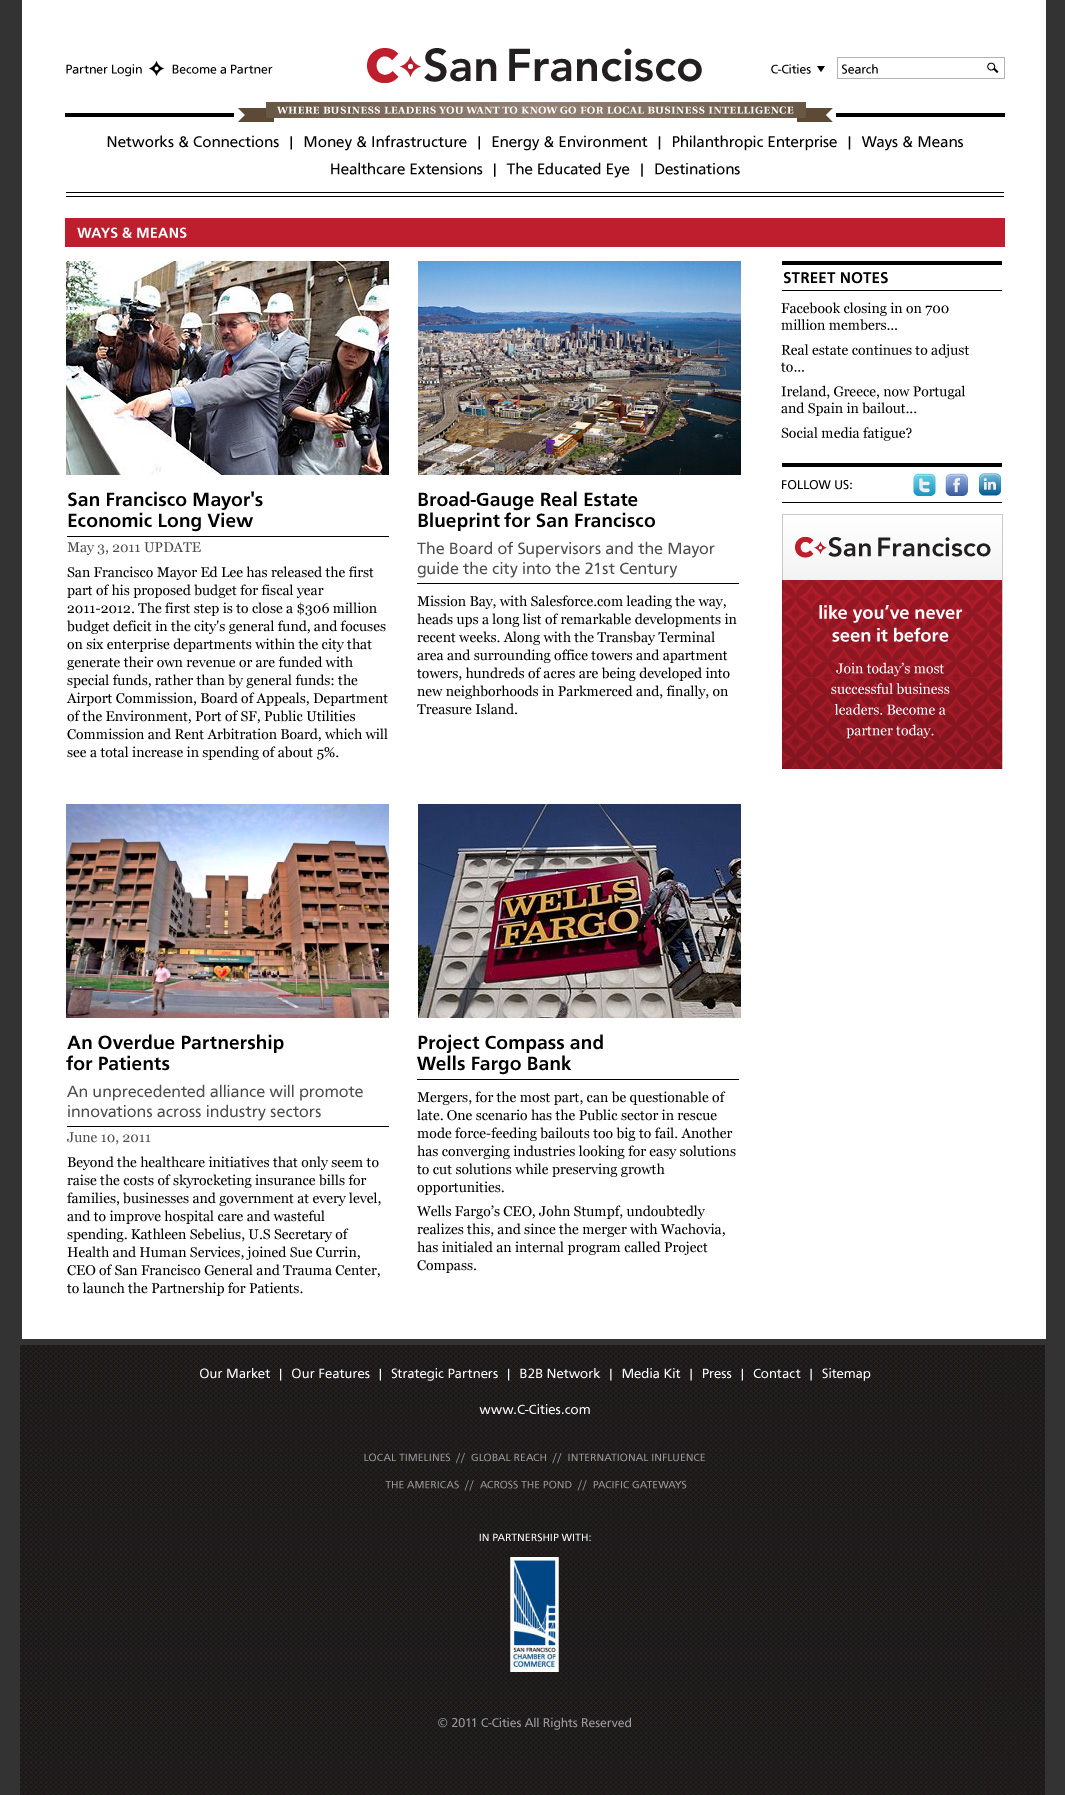 Partner Login Become a Partner
C San Francisco
C-Cities
Search
WHERE BUSINESS LEADERS YOU WANT TO KNOW GO FOR LOCAL BUSINESS INTELLIGENCE
Networks & Connections | Money & Infrastructure | Energy & Environment | Philanthropic Enterprise | Ways & Means
Healthcare Extensions | The Educated Eye | Destinations
WAYS & MEANS
San Francisco Mayor's
Economic Long View
May 3, 2011 UPDATE
San Francisco Mayor Ed Lee has released the first
part of his proposed budget for fiscal year
2011-2012. The first step is to close a $306 million
budget deficit in the city's general fund, and focuses
on six enterprise departments within the city that
generate their own revenue or are funded with
special funds, rather than by general funds: the
Airport Commission, Board of Appeals, Department
of the Environment, Port of SF, Public Utilities
Commission and Rent Arbitration Board, which will
see a total increase in spending of about 5%.
Broad-Gauge Real Estate
Blueprint for San Francisco
The Board of Supervisors and the Mayor
guide the city into the 21st Century
Mission Bay, with Salesforce.com leading the way,
heads ups a long list of remarkable developments in
recent weeks. Along with the Transbay Terminal
area and surrounding office towers and apartment
towers, hundreds of acres are being developed into
new neighborhoods in Parkmerced and, finally, on
Treasure Island.
STREET NOTES
Facebook closing in on 700
million members...
Real estate continues to adjust
to...
Ireland, Greece, now Portugal
and Spain in bailout...
Social media fatigue?
FOLLOW US:
C San Francisco
like you've never
seen it before
Join today's most
successful business
leaders. Become a
partner today.
An Overdue Partnership
for Patients
An unprecedented alliance will promote
innovations across industry sectors
June 10, 2011
Beyond the healthcare initiatives that only seem to
raise the costs of skyrocketing insurance bills for
families, businesses and government at every level,
and to improve hospital care and wasteful
spending. Kathleen Sebelius, U.S Secretary of
Health and Human Services, joined Sue Currin,
CEO of San Francisco General and Trauma Center,
to launch the Partnership for Patients.
WELLS
FARGO
Project Compass and
Wells Fargo Bank
Mergers, for the most part, can be questionable of
late. One scenario has the Public sector in rescue
mode force-feeding bailouts too big to fail. Another
has converging industries looking for easy solutions
to cut solutions while preserving growth
opportunities.
Wells Fargo's CEO, John Stumpf, undoubtedly
realizes this, and since the merger with Wachovia,
has initialed an internal program called Project
Compass.
Our Market | Our Features | Strategic Partners | B2B Network | Media Kit | Press | Contact | Sitemap
www.C-Cities.com
LOCAL TIMELINES // GLOBAL REACH // INTERNATIONAL INFLUENCE
THE AMERICAS // ACROSS THE POND // PACIFIC GATEWAYS
IN PARTNERSHIP WITH:
SAN FRANCISCO
CHAMBER OF
COMMERCE
© 2011 C-Cities All Rights Reserved